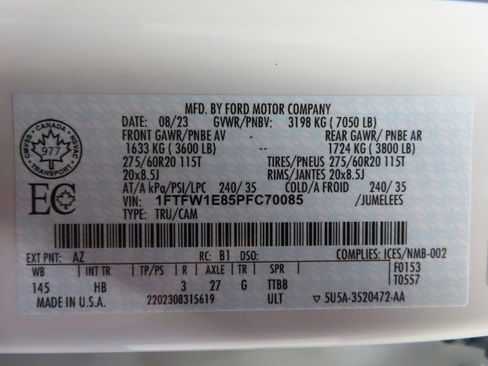 MFD. BY FORD MOTOR COMPANY
DATE: 08/23 GVWR/PNBV: 3198 KG ( 7050 LB)
FRONT GAWR/PNBE AV REAR GAWR/ PNBE AR
1633 KG ( 3600 LB) -- 1724 KG ( 3800 LB)
275/60R20 115T TIRES/PNEUS 275/60R20 115T
20x8.5J RIMS/JANTES 20x8.5J
AT/A kPa/PSI/LPC 240/ 35 COLD/A FROID 240/ 35
VIN: 1FTFW1E85PFC70085 /JUMELEES
TYPE: TRU/CAM
CANADA
CMVSS NSVAC
977
TRANSPORT
EC
EXT PNT: AZ RC: B1 DSO: COMPLIES: ICES/NMB-002
WB INT TR TP/PS R AXLE TR SPR F0153
145 HB 3 27 G TTBB T0557
MADE IN U.S.A. 2202308315619 ULT ▽ 5U5A-3520472-AA